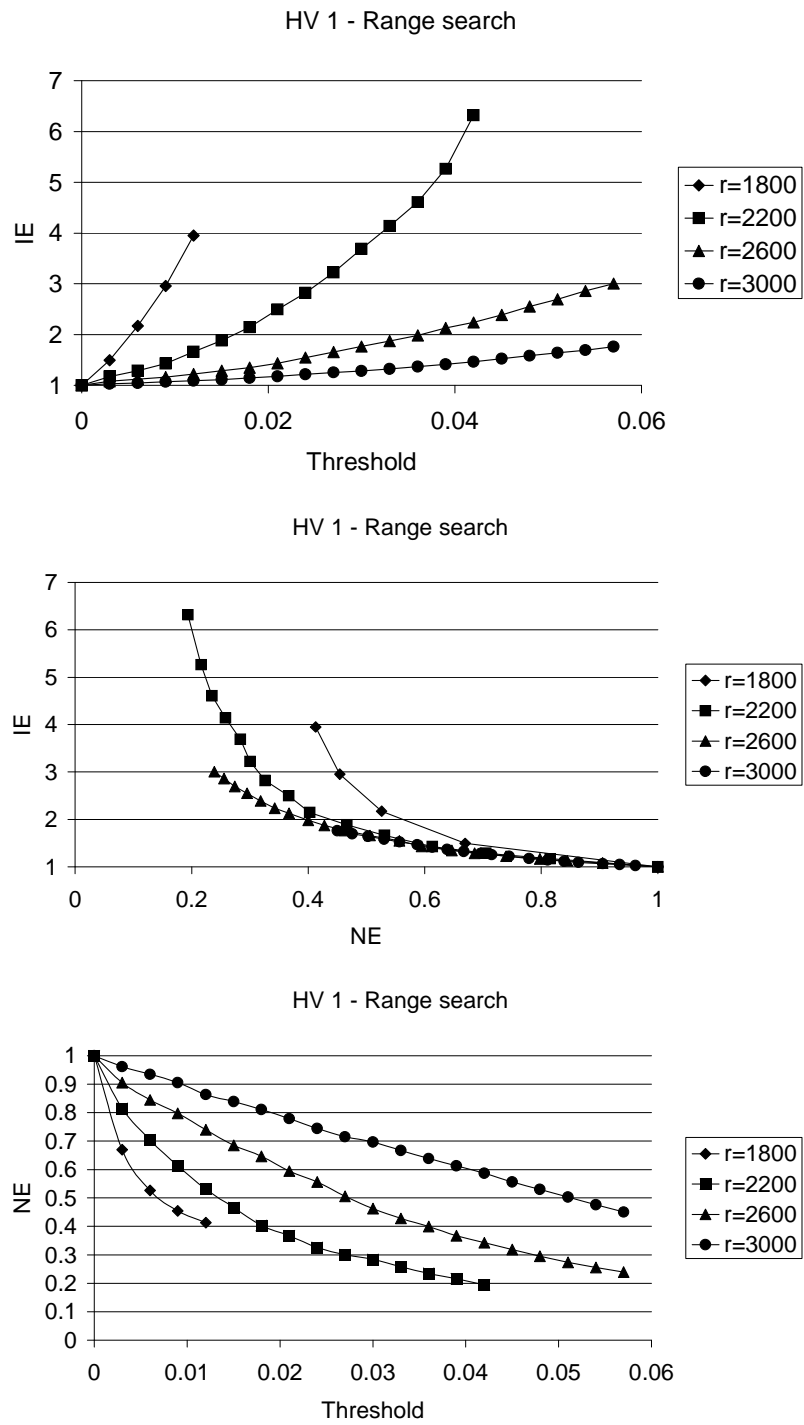 HV 1 - Range search
7
6
5
4
3
2
1
IE
0
0.02
0.04
0.06
Threshold
r=1800
r=2200
r=2600
r=3000
HV 1 - Range search
7
6
5
4
3
2
1
IE
0
0.2
0.4
0.6
0.8
1
NE
r=1800
r=2200
r=2600
r=3000
HV 1 - Range search
1
0.9
0.8
0.7
0.6
0.5
0.4
0.3
0.2
0.1
0
NE
0
0.01
0.02
0.03
0.04
0.05
0.06
Threshold
r=1800
r=2200
r=2600
r=3000